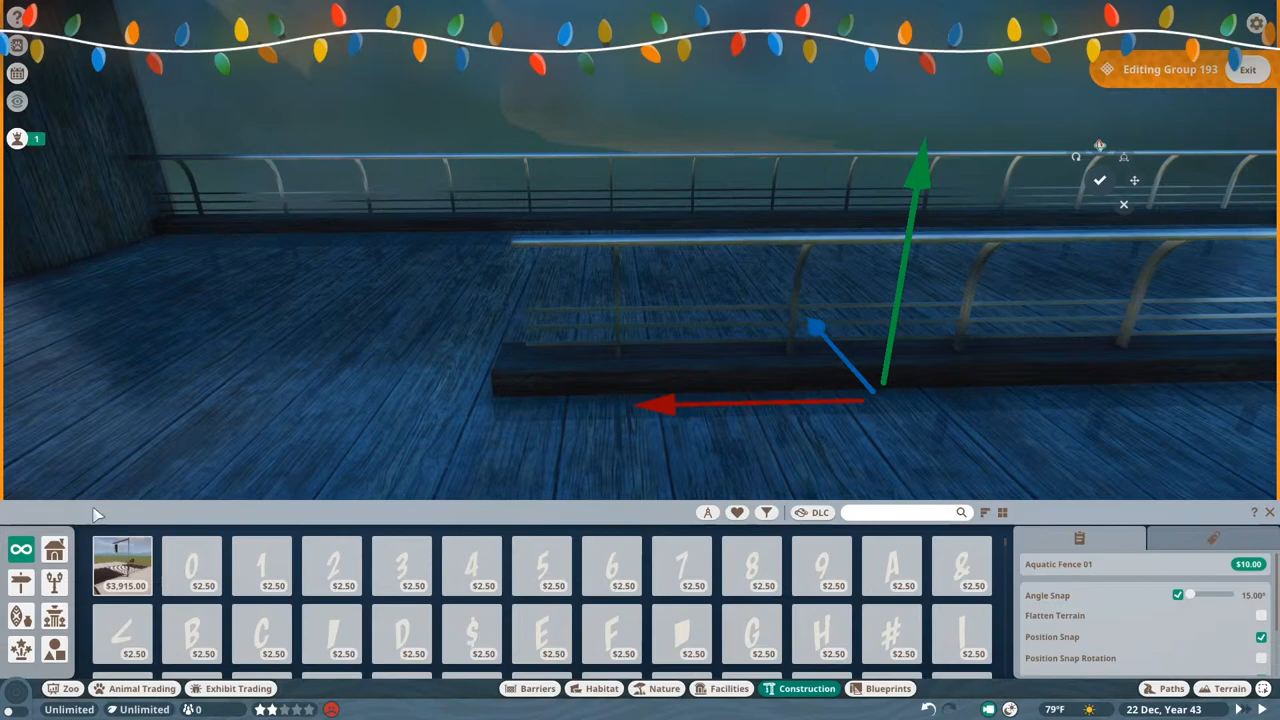 ?
Editing Group 193 Exit
1
DLC
?
$3,915.00 0 $2.50 1 $2.50 2 $2.50 3 $2.50 4 $2.50 5 $2.50 6 $2.50 7 $2.50 8 $2.50 9 $2.50 A $2.50 & $2.50
< $2.50 B $2.50 C $2.50 / $2.50 D $2.50 $ $2.50 E $2.50 F $2.50 $2.50 G $2.50 H $2.50 # $2.50 $2.50
Aquatic Fence 01 $10.00
Angle Snap 15.00°
Flatten Terrain
Position Snap
Position Snap Rotation
Zoo Animal Trading Exhibit Trading Barriers Habitat Nature Facilities Construction Blueprints Paths Terrain
Unlimited Unlimited 0 79°F 22 Dec, Year 43